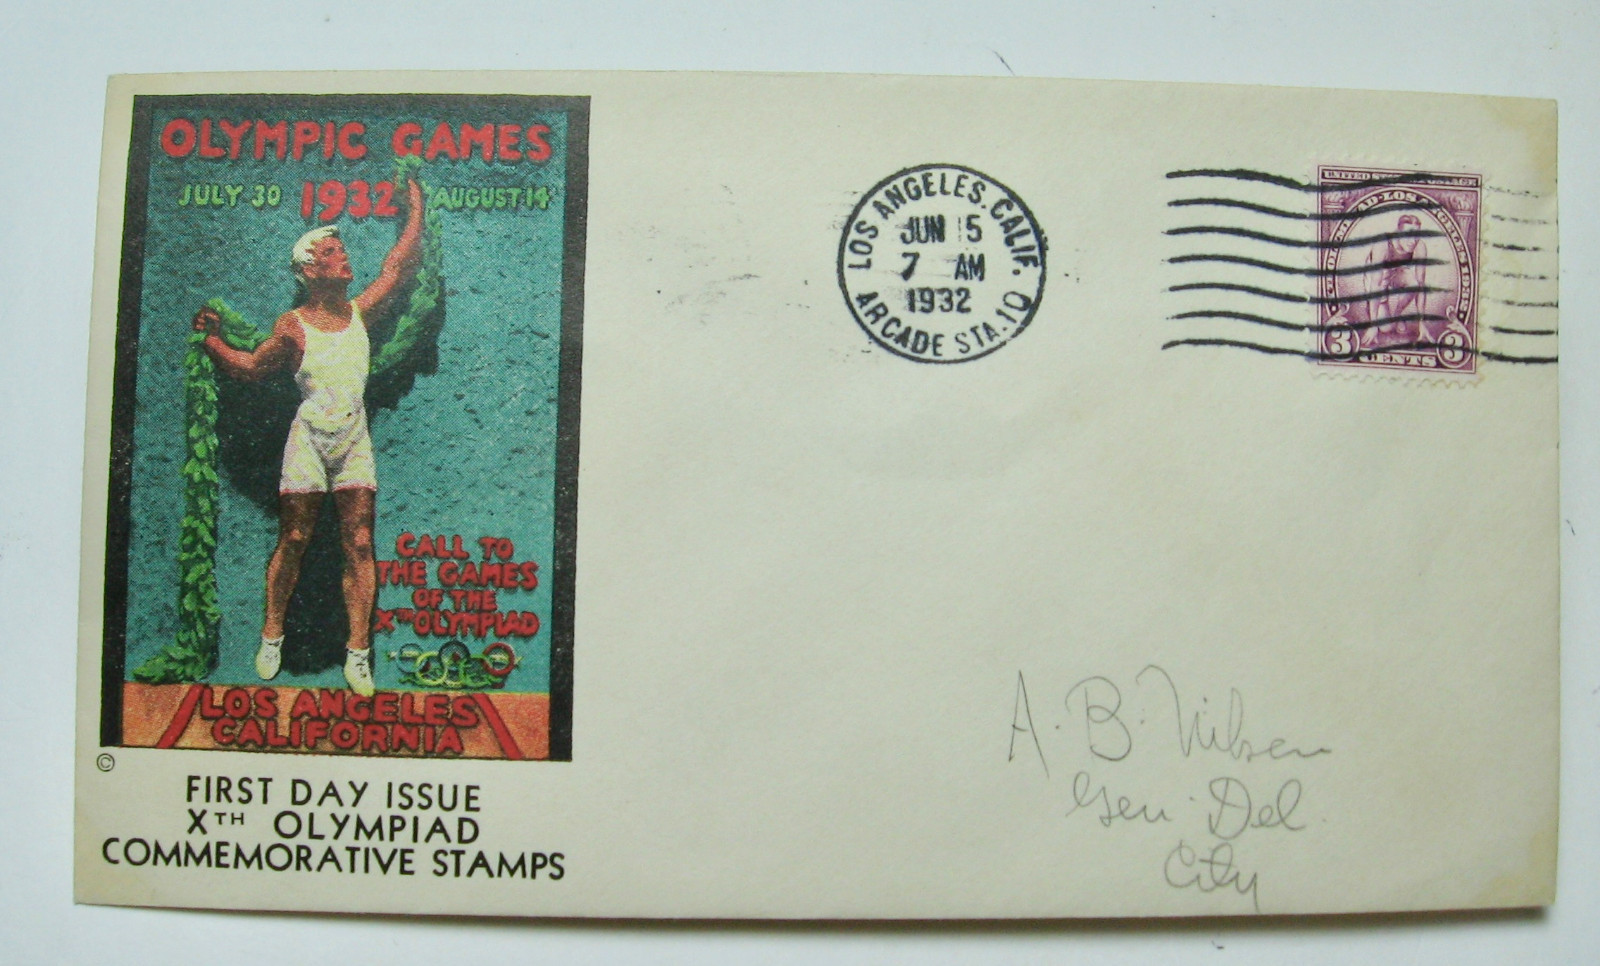 OLYMPIC GAMES
JULY 30 1932 AUGUST 14
CALL TO
THE GAMES
OF THE
XTH OLYMPIAD
LOS ANGELES
CALIFORNIA
©
FIRST DAY ISSUE
XTH OLYMPIAD
COMMEMORATIVE STAMPS
LOS ANGELES, CALIF.
JUN 15
7 AM
1932
ARCADE STA. 10
3 CENTS 3
A. B. Nilsen
Gen. Del.
City